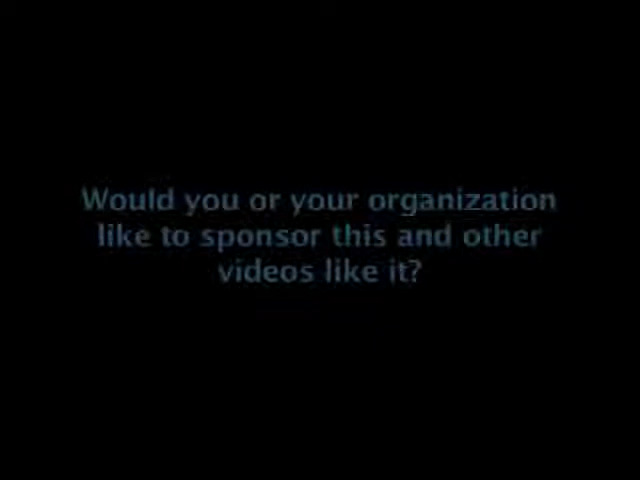 Would you or your organization
like to sponsor this and other
videos like it?